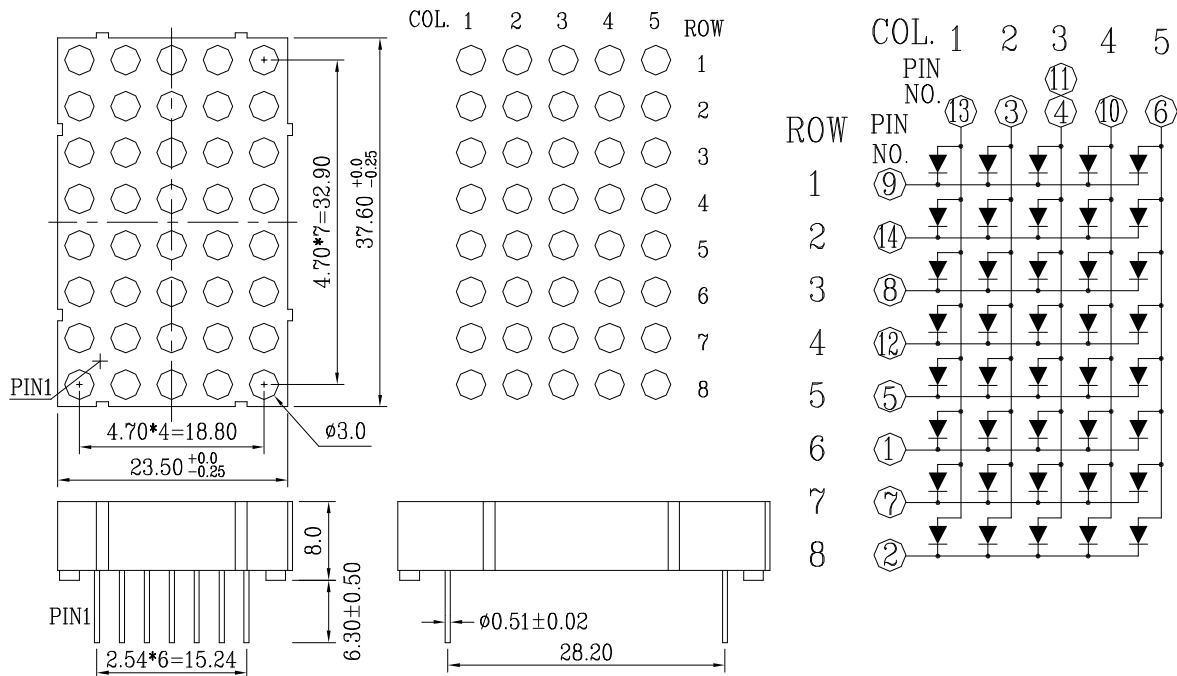 COL. 1 2 3 4 5 ROW
1
2
3
4
5
6
7
8
4.70*7=32.90
37.60 +0.0 -0.25
PIN1
4.70*4=18.80
ø3.0
23.50 +0.0 -0.25
8.0
6.30±0.50
PIN1
2.54*6=15.24
ø0.51±0.02
28.20
COL. 1 2 3 4 5
PIN NO.
11
13 3 4 10 6
ROW PIN NO.
1 9
2 14
3 8
4 12
5 5
6 1
7 7
8 2